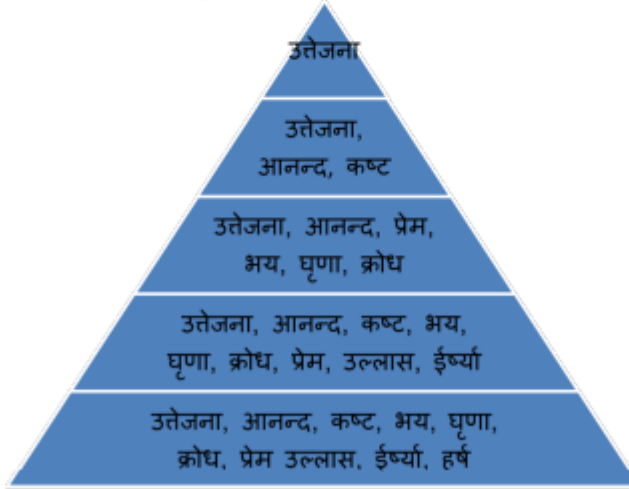 उत्तेजना
उत्तेजना,
आनन्द, कष्ट
उत्तेजना, आनन्द, प्रेम,
भय, घृणा, क्रोध
उत्तेजना, आनन्द, कष्ट, भय,
घृणा, क्रोध, प्रेम, उल्लास, ईर्ष्या
उत्तेजना, आनन्द, कष्ट, भय, घृणा,
क्रोध, प्रेम उल्लास, ईर्ष्या, हर्ष